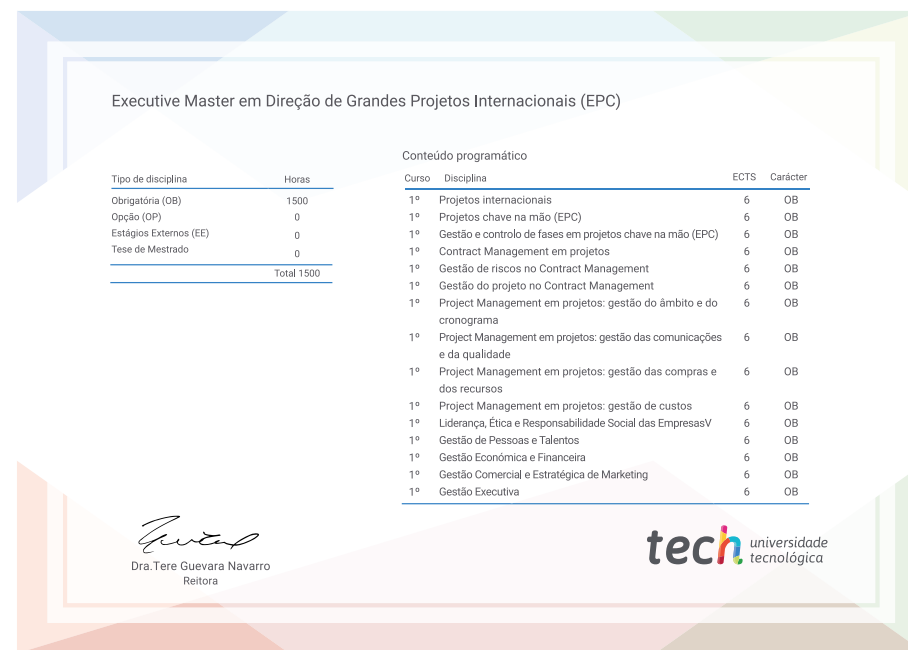 Executive Master em Direção de Grandes Projetos Internacionais (EPC)
Tipo de disciplina Horas
Obrigatória (OB) 1500
Opção (OP) 0
Estágios Externos (EE) 0
Tese de Mestrado 0
Total 1500
Conteúdo programático
Curso Disciplina ECTS Carácter
1º Projetos internacionais 6 OB
1º Projetos chave na mão (EPC) 6 OB
1º Gestão e controlo de fases em projetos chave na mão (EPC) 6 OB
1º Contract Management em projetos 6 OB
1º Gestão de riscos no Contract Management 6 OB
1º Gestão do projeto no Contract Management 6 OB
1º Project Management em projetos: gestão do âmbito e do 6 OB
cronograma
1º Project Management em projetos: gestão das comunicações 6 OB
e da qualidade
1º Project Management em projetos: gestão das compras e 6 OB
dos recursos
1º Project Management em projetos: gestão de custos 6 OB
1º Liderança, Ética e Responsabilidade Social das EmpresasV 6 OB
1º Gestão de Pessoas e Talentos 6 OB
1º Gestão Económica e Financeira 6 OB
1º Gestão Comercial e Estratégica de Marketing 6 OB
1º Gestão Executiva 6 OB
Dra.Tere Guevara Navarro
Reitora
tech universidade
tecnológica